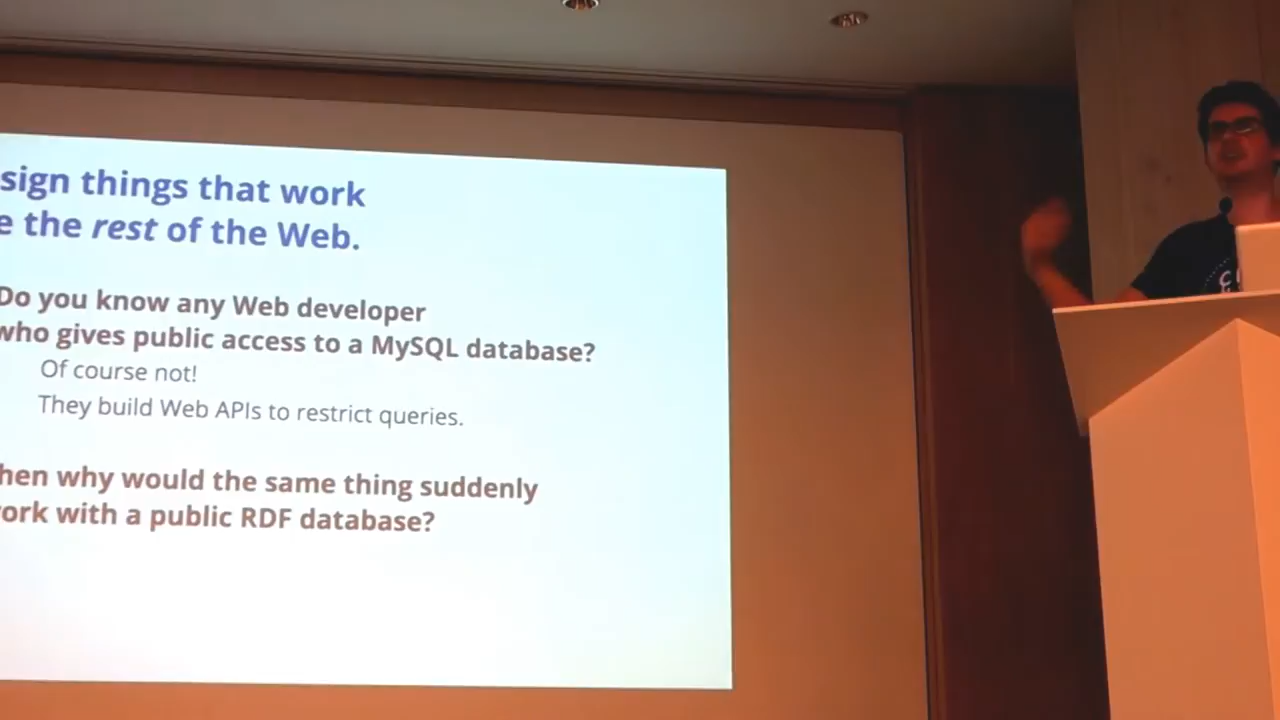 sign things that work
e the rest of the Web.
Do you know any Web developer
who gives public access to a MySQL database?
Of course not!
They build Web APIs to restrict queries.
hen why would the same thing suddenly
ork with a public RDF database?